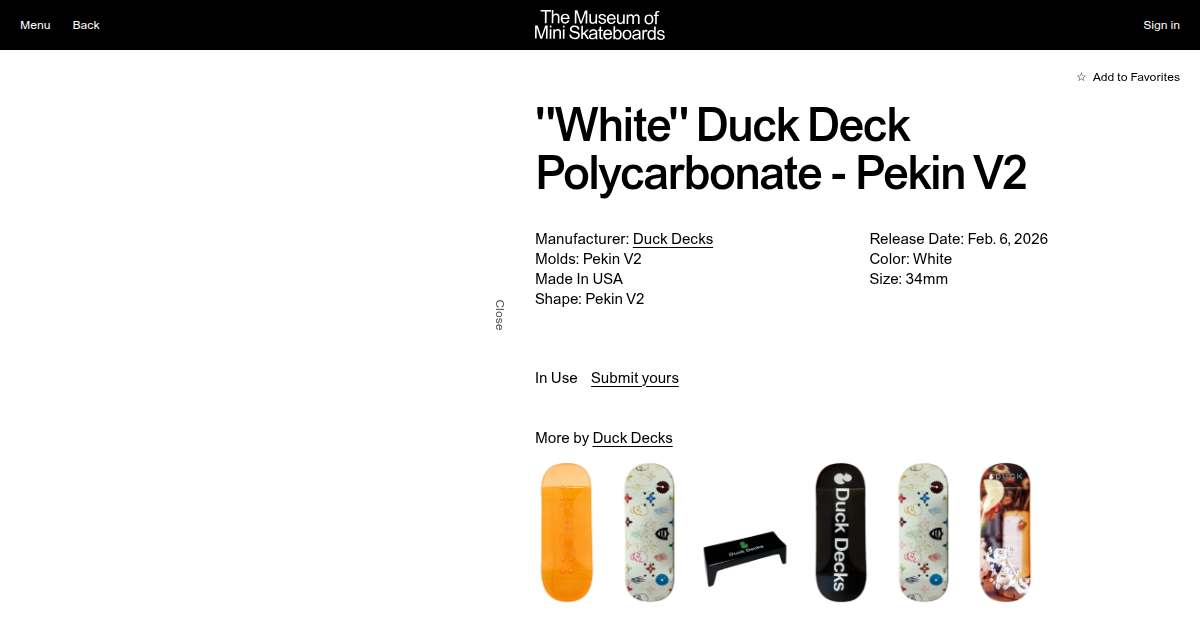 Menu
Back
The Museum of
Mini Skateboards
Sign in
☆ Add to Favorites
"White" Duck Deck
Polycarbonate - Pekin V2
Manufacturer: Duck Decks
Molds: Pekin V2
Made In USA
Shape: Pekin V2
Release Date: Feb. 6, 2026
Color: White
Size: 34mm
Close
In Use
Submit yours
More by Duck Decks
Duck Decks
Duck Decks
DUCK